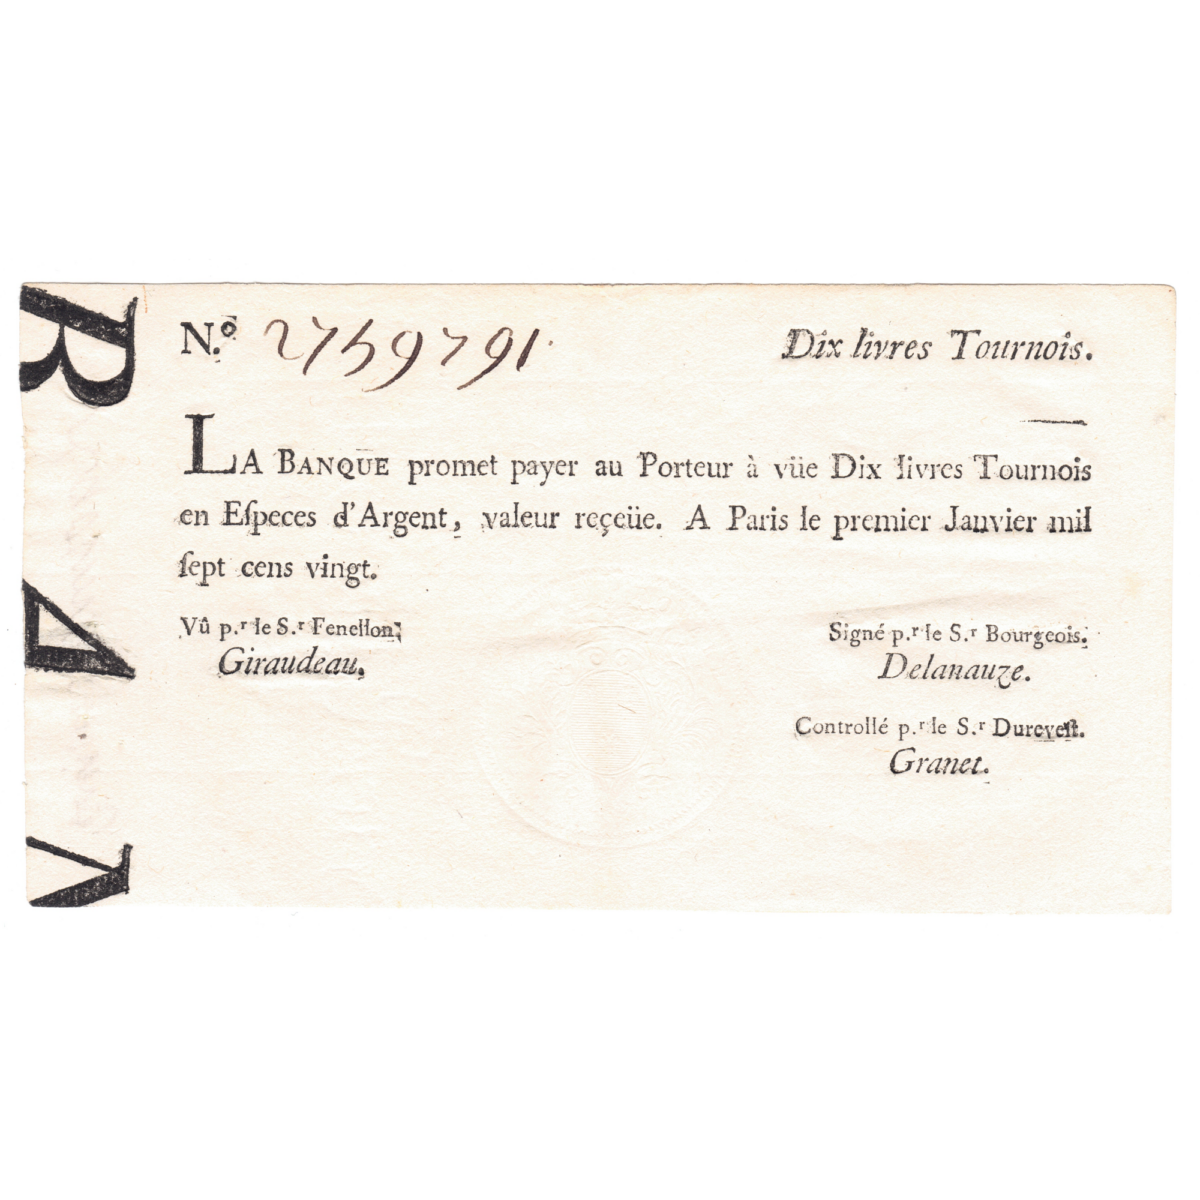 BAN
N.º 2759791
Dix livres Tournois.
LA BANQUE promet payer au Porteur à vüe Dix livres Tournois
en Eſpeces d'Argent, valeur reçeüe. A Paris le premier Janvier mil
ſept cens vingt.
Vû p.r le S.r Fenellon,
Giraudeau.
Signé p.r le S.r Bourgeois.
Delanauze.
Controllé p.r le S.r Dureveſt.
Granet.